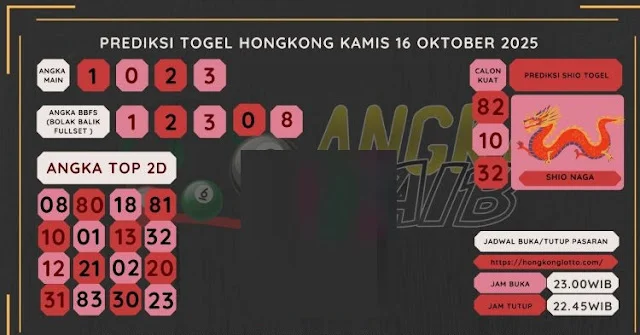 PREDIKSI TOGEL HONGKONG KAMIS 16 OKTOBER 2025
ANGKA MAIN
1 0 2 3
ANGKA BBFS (BOLAK BALIK FULLSET )
1 2 3 0 8
ANGKA TOP 2D
08 80 18 81
10 01 13 32
12 21 02 20
31 83 30 23
6
CALON KUAT
82
10
32
PREDIKSI SHIO TOGEL
SHIO NAGA
JADWAL BUKA/TUTUP PASARAN
https://hongkonglotto.com/
JAM BUKA 23.00WIB
JAM TUTUP 22.45WIB